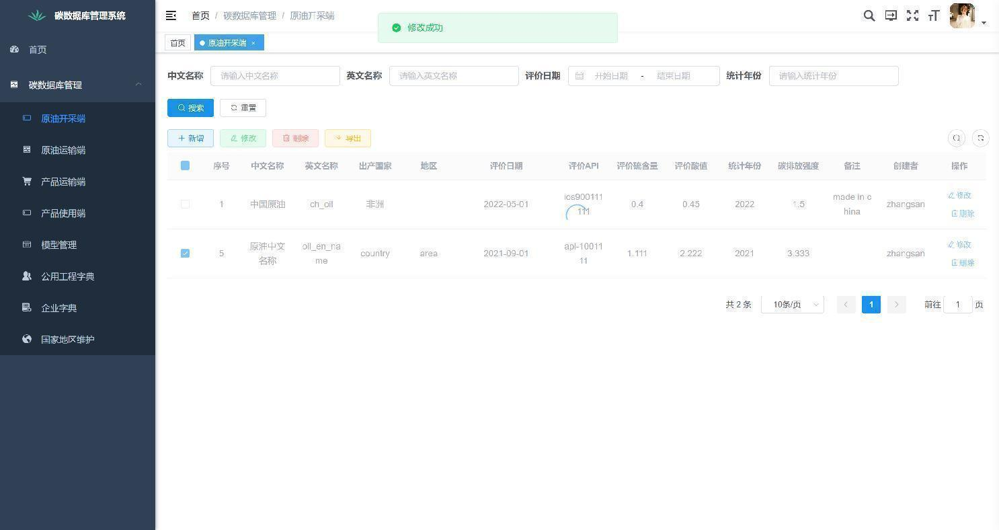 碳数据库管理系统
首页
碳数据库管理
原油开采端
原油运输端
产品运输端
产品使用端
模型管理
公用工程字典
企业字典
国家地区维护
首页 / 碳数据库管理 / 原油开采端
修改成功
首页 原油开采端 ×
中文名称 请输入中文名称 英文名称 请输入英文名称 评价日期 开始日期 - 结束日期 统计年份 请输入统计年份
搜索 重置
新增 修改 删除 导出
序号 中文名称 英文名称 出产国家 地区 评价日期 评价API 评价硫含量 评价酸值 统计年份 碳排放强度 备注 创建者 操作
1 中国原油 ch_oil 非洲 2022-05-01 ios900111 0.4 0.45 2022 1.5 made in c zhangsan 修改
111 hina 删除
5 原油中文 oil_en_na country area 2021-09-01 api-10011 1.111 2.222 2021 3.333 zhangsan 修改
名称 me 11 删除
共 2 条 10条/页 < 1 > 前往 1 页